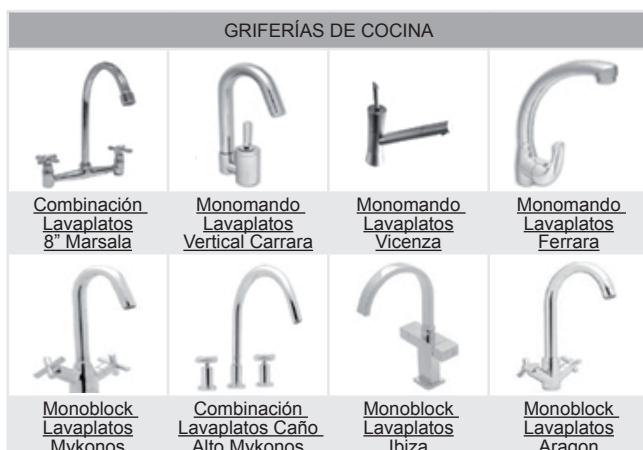 GRIFERÍAS DE COCINA
Combinación
Lavaplatos
8” Marsala
Monomando
Lavaplatos
Vertical Carrara
Monomando
Lavaplatos
Vicenza
Monomando
Lavaplatos
Ferrara
Monoblock
Lavaplatos
Mykonos
Combinación
Lavaplatos Caño
Alto Mykonos
Monoblock
Lavaplatos
Ibiza
Monoblock
Lavaplatos
Aragon